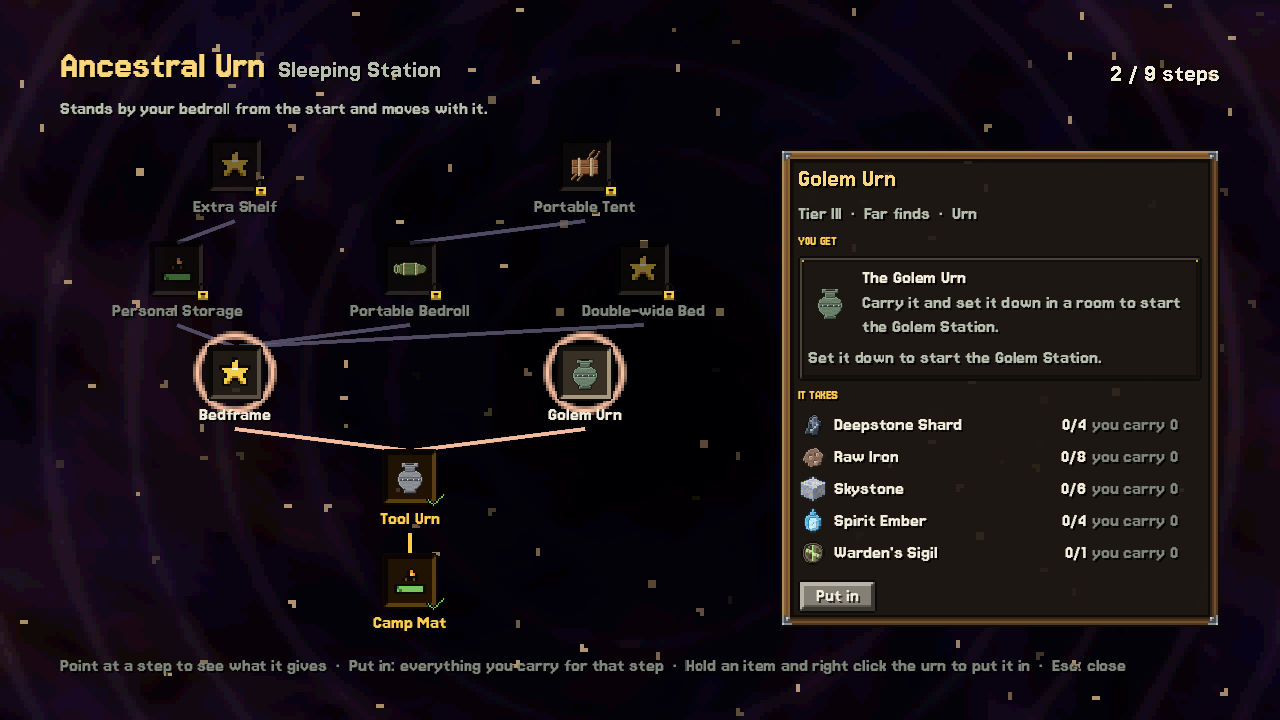 Ancestral Urn Sleeping Station
2 / 9 steps
Stands by your bedroll from the start and moves with it.
Extra Shelf
Portable Tent
Personal Storage
Portable Bedroll
Double-wide Bed
Bedframe
Golem Urn
Tool Urn
Camp Mat
Golem Urn
Tier III · Far finds · Urn
YOU GET
The Golem Urn
Carry it and set it down in a room to start
the Golem Station.
Set it down to start the Golem Station.
IT TAKES
Deepstone Shard 0/4 you carry 0
Raw Iron 0/8 you carry 0
Skystone 0/6 you carry 0
Spirit Ember 0/4 you carry 0
Warden's Sigil 0/1 you carry 0
Put in
Point at a step to see what it gives · Put in: everything you carry for that step · Hold an item and right click the urn to put it in · Esc: close